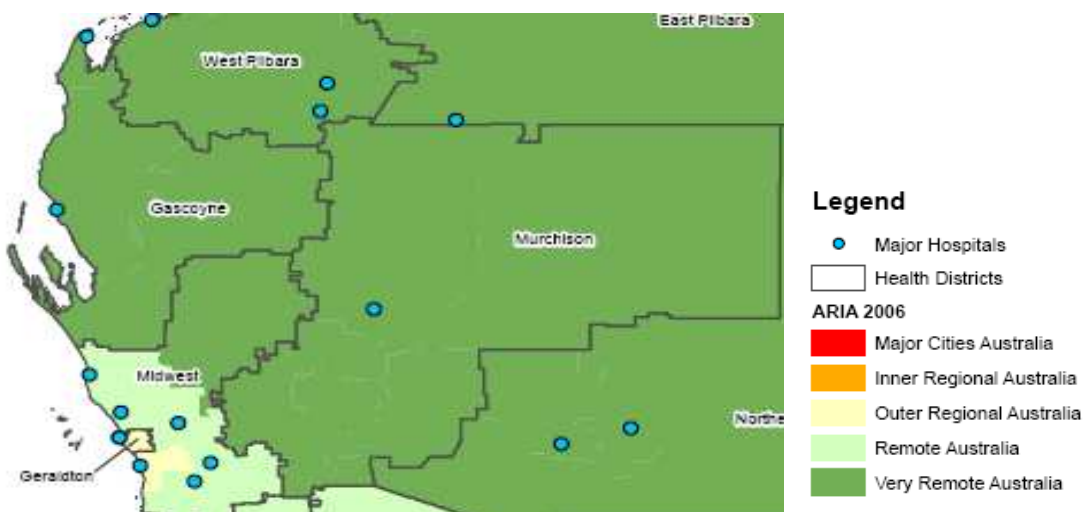 East Pilbara
West Pilbara
Gascoyne
Murchison
Midwest
Northe
Geraldton
Legend
Major Hospitals
Health Districts
ARIA 2006
Major Cities Australia
Inner Regional Australia
Outer Regional Australia
Remote Australia
Very Remote Australia